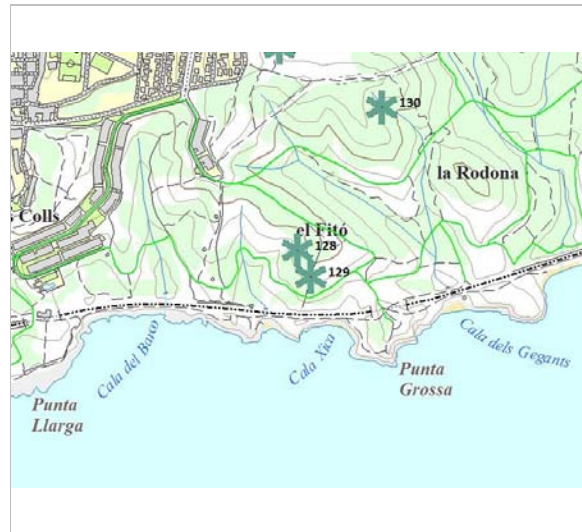 130
la Rodona
s Colls
el Fitó
128
129
Cala del Barco
Cala Xica
Cala dels Gegants
Punta
Grossa
Punta
Llarga